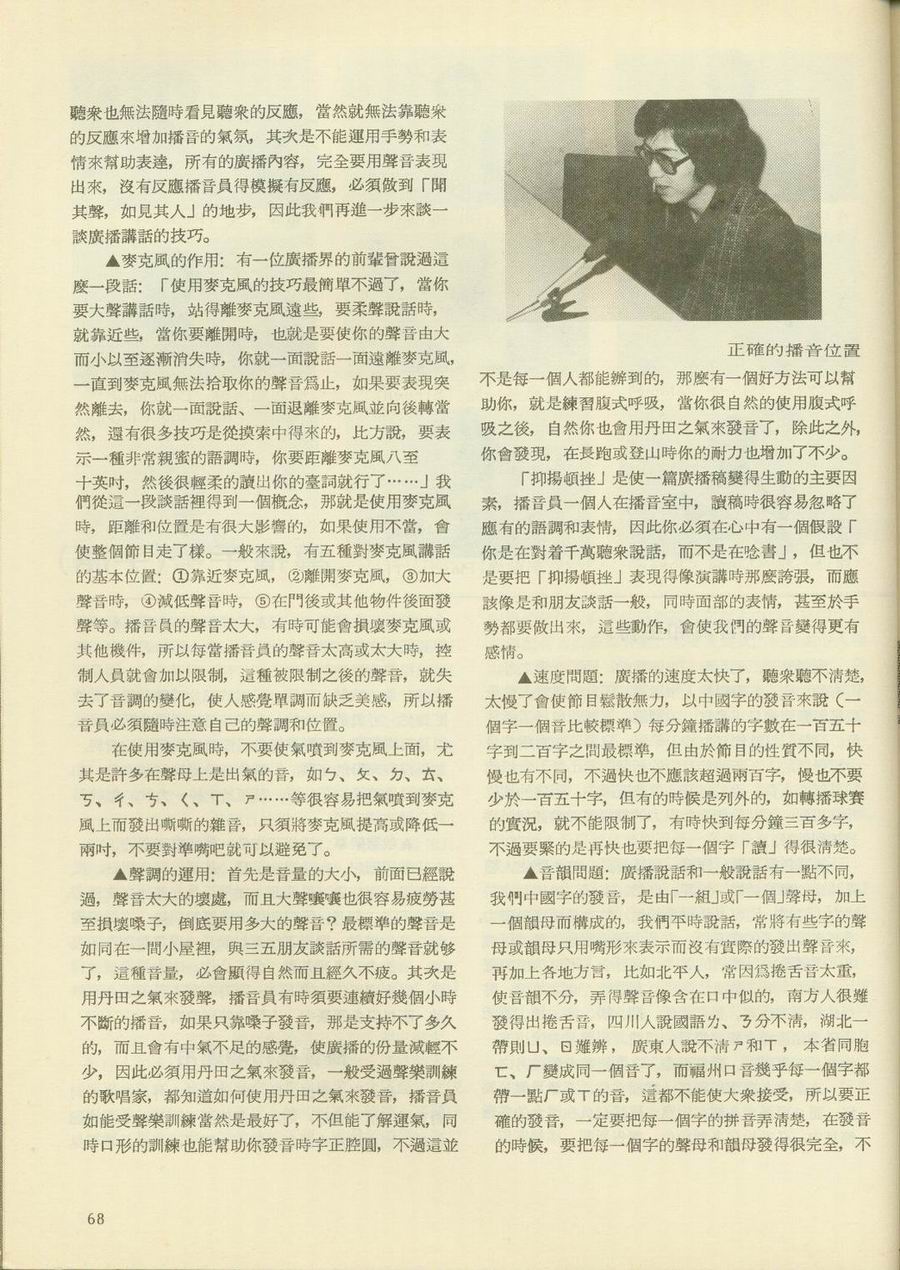 聽衆也無法隨時看見聽衆的反應，當然就無法靠聽衆
的反應來增加播音的氣氛，其次是不能運用手勢和表
情來幫助表達，所有的廣播內容，完全要用聲音表現
出來，沒有反應播音員得模擬有反應，必須做到「聞
其聲，如見其人」的地步，因此我們再進一步來談一
談廣播講話的技巧。
▲麥克風的作用：有一位廣播界的前輩曾說過這
麼一段話：「使用麥克風的技巧最簡單不過了，當你
要大聲講話時，站得離麥克風遠些，要柔聲說話時，
就靠近些，當你要離開時，也就是要使你的聲音由大
而小以至逐漸消失時，你就一面說話一面遠離麥克風，
一直到麥克風無法拾取你的聲音爲止，如果要表現突
然離去，你就一面說話、一面退離麥克風並向後轉當
然，還有很多技巧是從摸索中得來的，比方說，要表
示一種非常親蜜的語調時，你要距離麥克風八至
十英吋，然後很輕柔的讀出你的臺詞就行了……」我
們從這一段談話裡得到一個概念，那就是使用麥克風
時，距離和位置是有很大影響的，如果使用不當，會
使整個節目走了樣。一般來說，有五種對麥克風講話
的基本位置：①靠近麥克風，②離開麥克風，③加大
聲音時，④減低聲音時，⑤在門後或其他物件後面發
聲等。播音員的聲音太大，有時可能會損壞麥克風或
其他機件，所以每當播音員的聲音太高或太大時，控
制人員就會加以限制，這種被限制之後的聲音，就失
去了音調的變化，使人感覺單調而缺乏美感，所以播
音員必須隨時注意自己的聲調和位置。
在使用麥克風時，不要使氣噴到麥克風上面，尤
其是許多在聲母上是出氣的音，如ㄅ、ㄆ、ㄉ、ㄊ、
ㄎ、ㄔ、ㄘ、ㄑ、ㄒ、ㄗ……等很容易把氣噴到麥克
風上而發出嘶嘶的雜音，只須將麥克風提高或降低一
兩吋，不要對準嘴吧就可以避免了。
▲聲調的運用：首先是音量的大小，前面已經說
過，聲音太大的壞處，而且大聲嚷嚷也很容易疲勞甚
至損壞嗓子，倒底要用多大的聲音？最標準的聲音是
如同在一間小屋裡，與三五朋友談話所需的聲音就够
了，這種音量，必會顯得自然而且經久不疲。其次是
用丹田之氣來發聲，播音員有時須要連續好幾個小時
不斷的播音，如果只靠嗓子發音，那是支持不了多久
的，而且會有中氣不足的感覺，使廣播的份量減輕不
少，因此必須用丹田之氣來發音，一般受過聲樂訓練
的歌唱家，都知道如何使用丹田之氣來發音，播音員
如能受聲樂訓練當然是最好了，不但能了解運氣，同
時口形的訓練也能幫助你發音時字正腔圓，不過這並
正確的播音位置
不是每一個人都能辦到的，那麼有一個好方法可以幫
助你，就是練習腹式呼吸，當你很自然的使用腹式呼
吸之後，自然你也會用丹田之氣來發音了，除此之外，
你會發現，在長跑或登山時你的耐力也增加了不少。
「抑揚頓挫」是使一篇廣播稿變得生動的主要因
素，播音員一個人在播音室中，讀稿時很容易忽略了
應有的語調和表情，因此你必須在心中有一個假設「
你是在對着千萬聽衆說話，而不是在唸書」，但也不
是要把「抑揚頓挫」表現得像演講時那麼誇張，而應
該像是和朋友談話一般，同時面部的表情，甚至於手
勢都要做出來，這些動作，會使我們的聲音變得更有
感情。
▲速度問題：廣播的速度太快了，聽衆聽不清楚，
太慢了會使節目鬆散無力，以中國字的發音來說（一
個字一個音比較標準）每分鐘播講的字數在一百五十
字到二百字之間最標準，但由於節目的性質不同，快
慢也有不同，不過快也不應該超過兩百字，慢也不要
少於一百五十字，但有的時候是列外的，如轉播球賽
的實況，就不能限制了，有時快到每分鐘三百多字，
不過要緊的是再快也要把每一個字「讀」得很清楚。
▲音韻問題：廣播說話和一般說話有一點不同，
我們中國字的發音，是由「一組」或「一個」聲母，加上
一個韻母而構成的，我們平時說話，常將有些字的聲
母或韻母只用嘴形來表示而沒有實際的發出聲音來，
再加上各地方言，比如北平人，常因爲捲舌音太重，
使音韻不分，弄得聲音像含在口中似的，南方人很難
發得出捲舌音，四川人說國語ㄌ、ㄋ分不清，湖北一
帶則ㄩ、ㄖ難辨，廣東人說不清ㄗ和ㄒ，本省同胞
ㄈ、ㄏ變成同一個音了，而福州口音幾乎每一個字都
帶一點ㄏ或ㄒ的音，這都不能使大衆接受，所以要正
確的發音，一定要把每一個字的拼音弄清楚，在發音
的時候，要把每一個字的聲母和韻母發得很完全，不
68